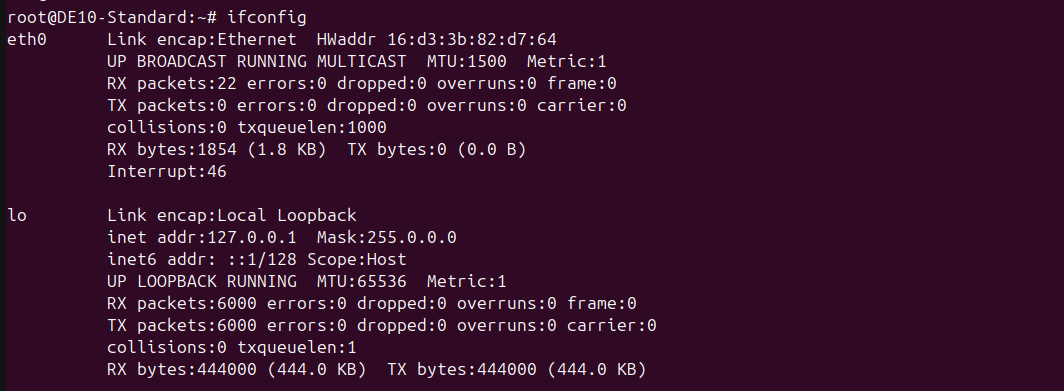 root@DE10-Standard:~# ifconfig
eth0      Link encap:Ethernet  HWaddr 16:d3:3b:82:d7:64
          UP BROADCAST RUNNING MULTICAST  MTU:1500  Metric:1
          RX packets:22 errors:0 dropped:0 overruns:0 frame:0
          TX packets:0 errors:0 dropped:0 overruns:0 carrier:0
          collisions:0 txqueuelen:1000
          RX bytes:1854 (1.8 KB)  TX bytes:0 (0.0 B)
          Interrupt:46

lo        Link encap:Local Loopback
          inet addr:127.0.0.1  Mask:255.0.0.0
          inet6 addr: ::1/128 Scope:Host
          UP LOOPBACK RUNNING  MTU:65536  Metric:1
          RX packets:6000 errors:0 dropped:0 overruns:0 frame:0
          TX packets:6000 errors:0 dropped:0 overruns:0 carrier:0
          collisions:0 txqueuelen:1
          RX bytes:444000 (444.0 KB)  TX bytes:444000 (444.0 KB)